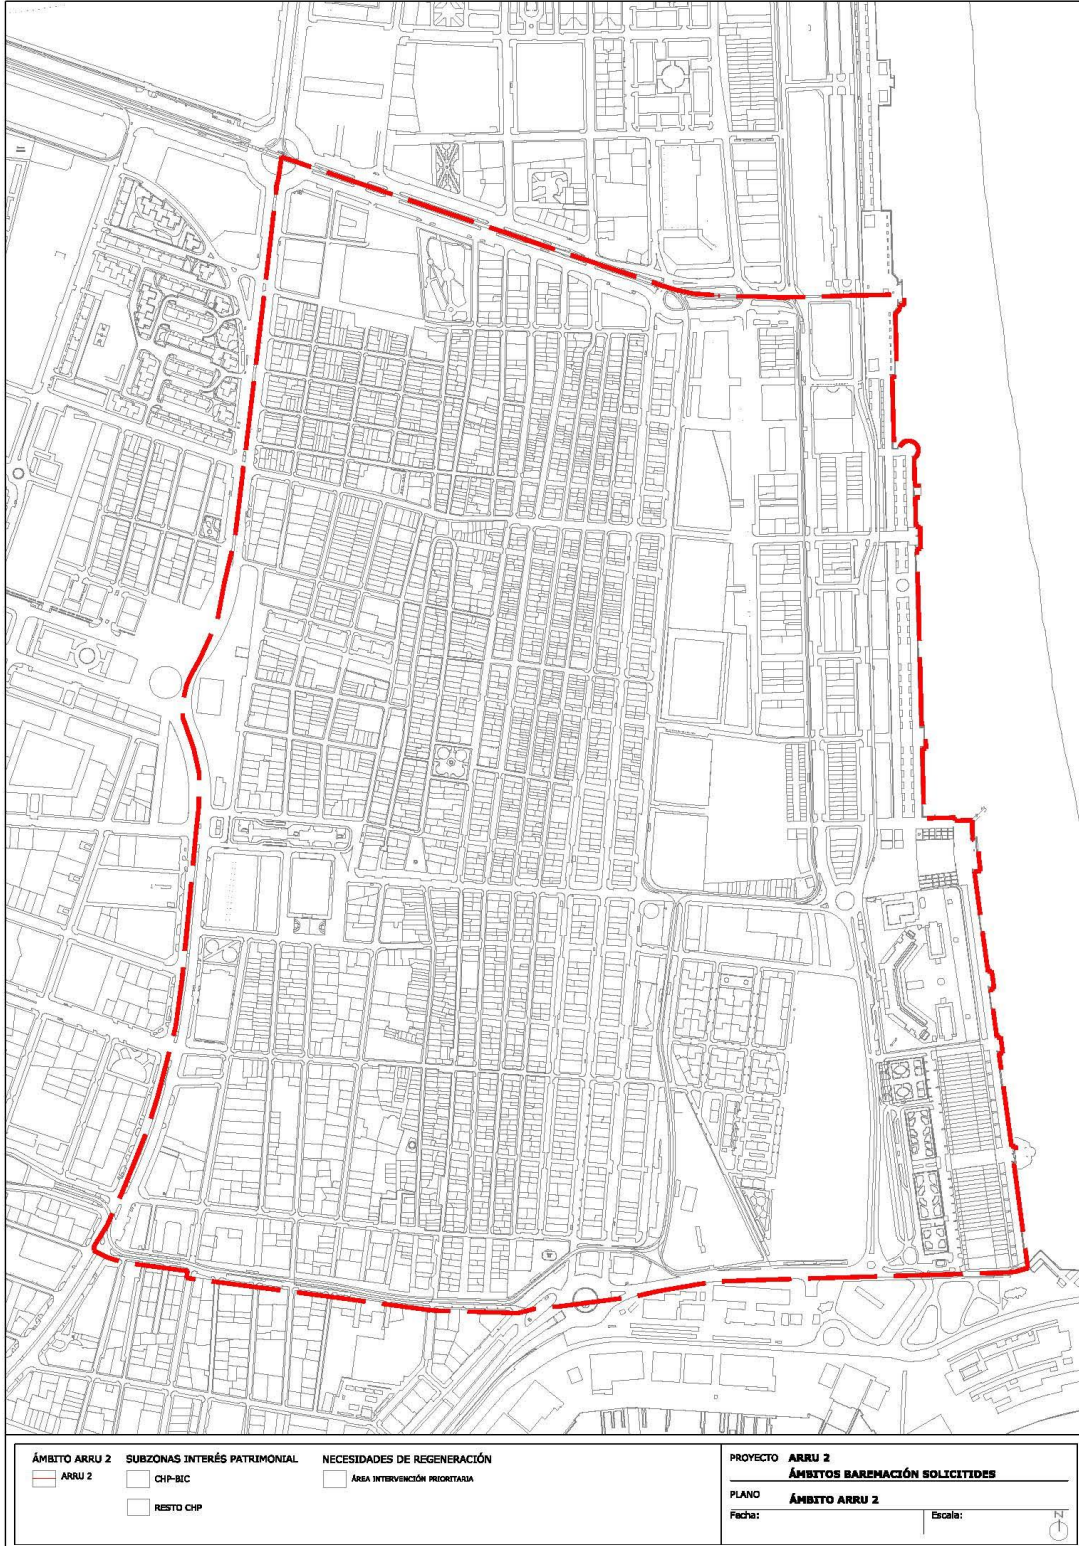 ÁMBITO ARRU 2
ARRU 2
SUBZONAS INTERÉS PATRIMONIAL
CHP-BIC
RESTO CHP
NECESIDADES DE REGENERACIÓN
ÁREA INTERVENCIÓN PRIORITARIA
PROYECTO ARRU 2
ÁMBITOS BAREMACIÓN SOLICITIDES
PLANO ÁMBITO ARRU 2
Fecha: Escala:
N